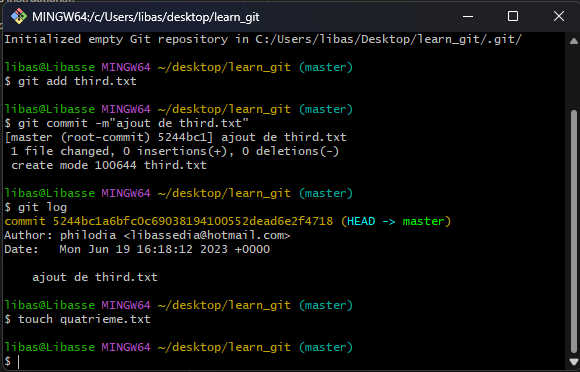 MINGW64:/c/Users/libas/desktop/learn_git
Initialized empty Git repository in C:/Users/libas/Desktop/learn_git/.git/
libas@Libasse MINGW64 ~/desktop/learn_git (master)
$ git add third.txt
libas@Libasse MINGW64 ~/desktop/learn_git (master)
$ git commit -m"ajout de third.txt"
[master (root-commit) 5244bc1] ajout de third.txt
1 file changed, 0 insertions(+), 0 deletions(-)
create mode 100644 third.txt
libas@Libasse MINGW64 ~/desktop/learn_git (master)
$ git log
commit 5244bc1a6bfc0c69038194100552dead6e2f4718 (HEAD -> master)
Author: philodia <libassedia@hotmail.com>
Date:   Mon Jun 19 16:18:12 2023 +0000
ajout de third.txt
libas@Libasse MINGW64 ~/desktop/learn_git (master)
$ touch quatrieme.txt
libas@Libasse MINGW64 ~/desktop/learn_git (master)
$